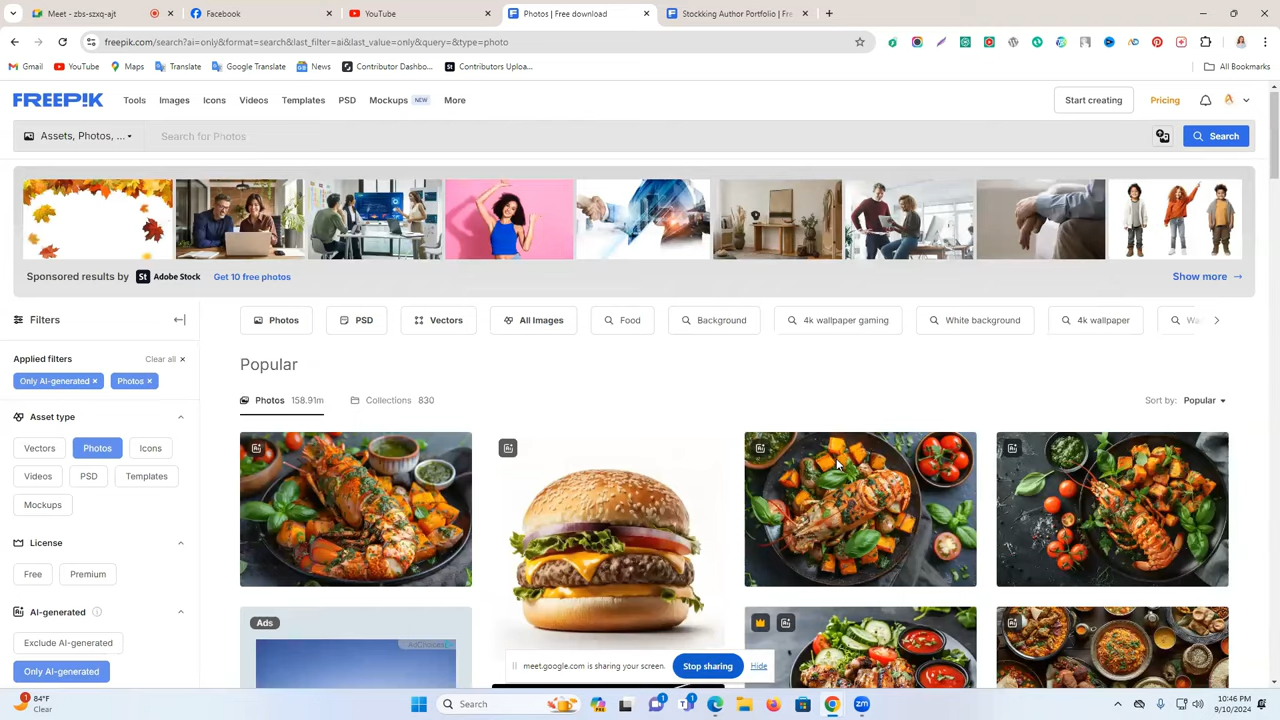 Meet - zbs-szxq-ajt
Facebook
YouTube
Photos | Free download
Stockking Author Portfolio | Fre
freepik.com/search?ai=only&format=search&last_filter=ai&last_value=only&query=&type=photo
Gmail
YouTube
Maps
Translate
Google Translate
News
Contributor Dashbo...
St Contributors Uploa...
All Bookmarks
FREEP!K
Tools
Images
Icons
Videos
Templates
PSD
Mockups NEW
More
Start creating
Pricing
Assets, Photos, ...
Search for Photos
Search
Sponsored results by St Adobe Stock Get 10 free photos
Show more →
Filters
Photos
PSD
Vectors
All Images
Food
Background
4k wallpaper gaming
White background
4k wallpaper
Applied filters
Clear all ×
Only AI-generated ×
Photos ×
Popular
Photos 158.91m
Collections 830
Sort by: Popular
Asset type
Vectors
Photos
Icons
Videos
PSD
Templates
Mockups
License
Free
Premium
AI-generated
Exclude AI-generated
Only AI-generated
Ads
AdChoices
meet.google.com is sharing your screen.
Stop sharing
Hide
84°F
Clear
Search
10:46 PM
9/10/2024